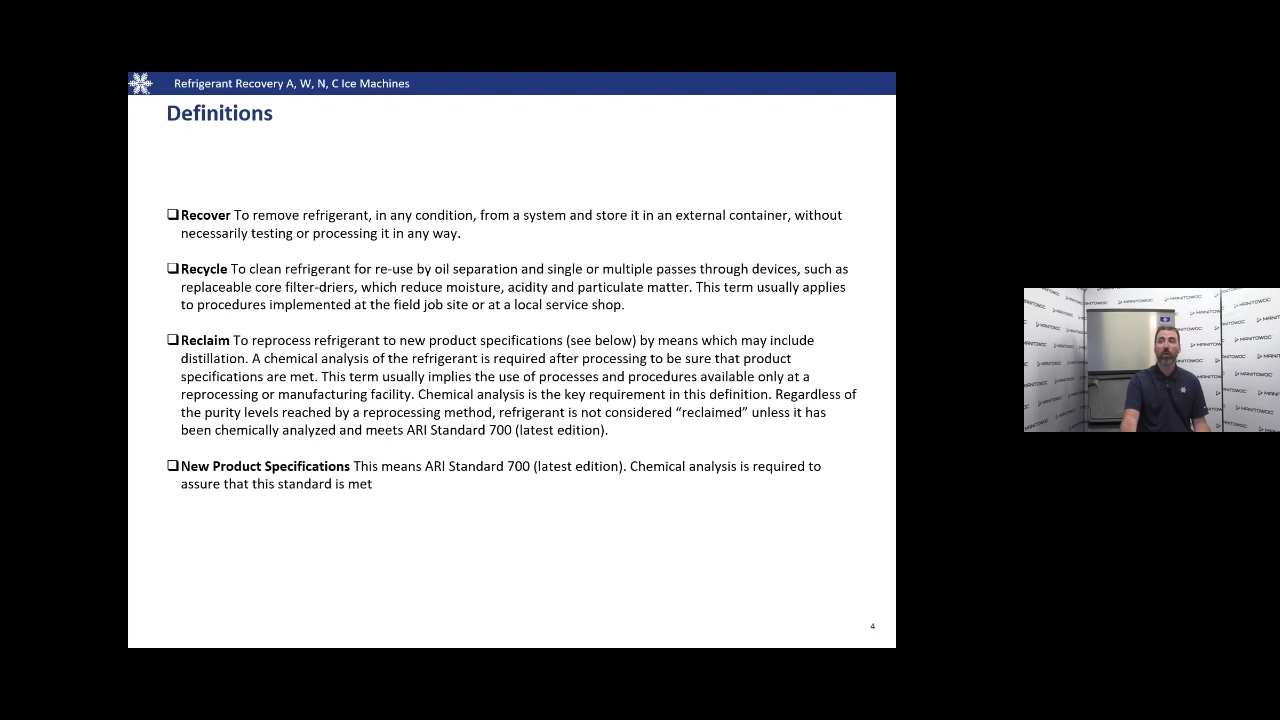 Refrigerant Recovery A, W, N, C Ice Machines
Definitions
Recover To remove refrigerant, in any condition, from a system and store it in an external container, without
necessarily testing or processing it in any way.
Recycle To clean refrigerant for re-use by oil separation and single or multiple passes through devices, such as
replaceable core filter-driers, which reduce moisture, acidity and particulate matter. This term usually applies
to procedures implemented at the field job site or at a local service shop.
Reclaim To reprocess refrigerant to new product specifications (see below) by means which may include
distillation. A chemical analysis of the refrigerant is required after processing to be sure that product
specifications are met. This term usually implies the use of processes and procedures available only at a
reprocessing or manufacturing facility. Chemical analysis is the key requirement in this definition. Regardless of
the purity levels reached by a reprocessing method, refrigerant is not considered “reclaimed” unless it has
been chemically analyzed and meets ARI Standard 700 (latest edition).
New Product Specifications This means ARI Standard 700 (latest edition). Chemical analysis is required to
assure that this standard is met
4
MANITOWOC